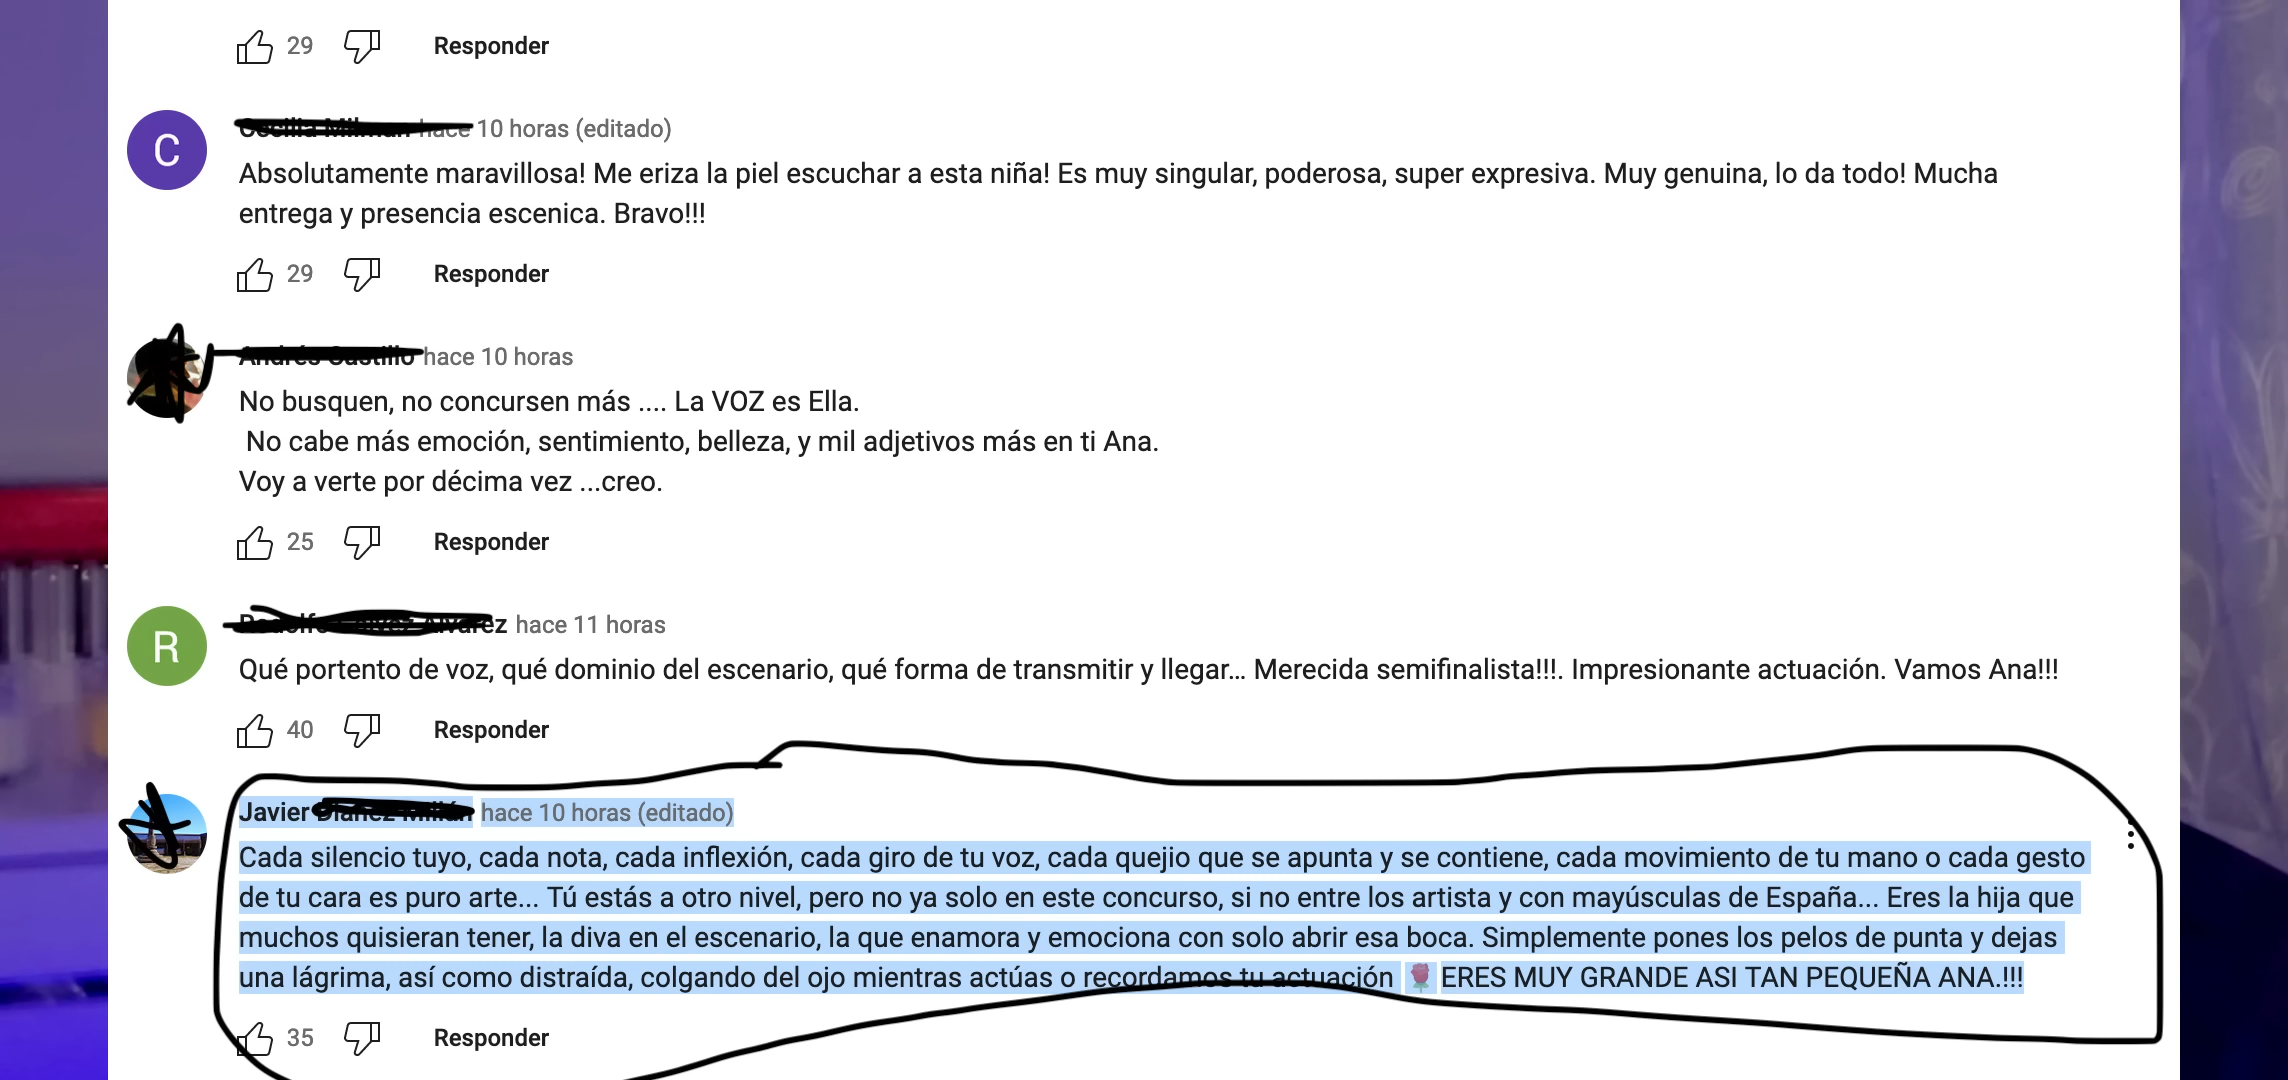 29 Responder
C
hace 10 horas (editado)
Absolutamente maravillosa! Me eriza la piel escuchar a esta niña! Es muy singular, poderosa, super expresiva. Muy genuina, lo da todo! Mucha
entrega y presencia escenica. Bravo!!!
29 Responder
hace 10 horas
No busquen, no concursen más .... La VOZ es Ella.
No cabe más emoción, sentimiento, belleza, y mil adjetivos más en ti Ana.
Voy a verte por décima vez ...creo.
25 Responder
R
hace 11 horas
Qué portento de voz, qué dominio del escenario, qué forma de transmitir y llegar... Merecida semifinalista!!!. Impresionante actuación. Vamos Ana!!!
40 Responder
Javier hace 10 horas (editado)
Cada silencio tuyo, cada nota, cada inflexión, cada giro de tu voz, cada quejio que se apunta y se contiene, cada movimiento de tu mano o cada gesto
de tu cara es puro arte... Tú estás a otro nivel, pero no ya solo en este concurso, si no entre los artista y con mayúsculas de España... Eres la hija que
muchos quisieran tener, la diva en el escenario, la que enamora y emociona con solo abrir esa boca. Simplemente pones los pelos de punta y dejas
una lágrima, así como distraída, colgando del ojo mientras actúas o recordamos tu actuación 🌹 ERES MUY GRANDE ASI TAN PEQUEÑA ANA.!!!
35 Responder